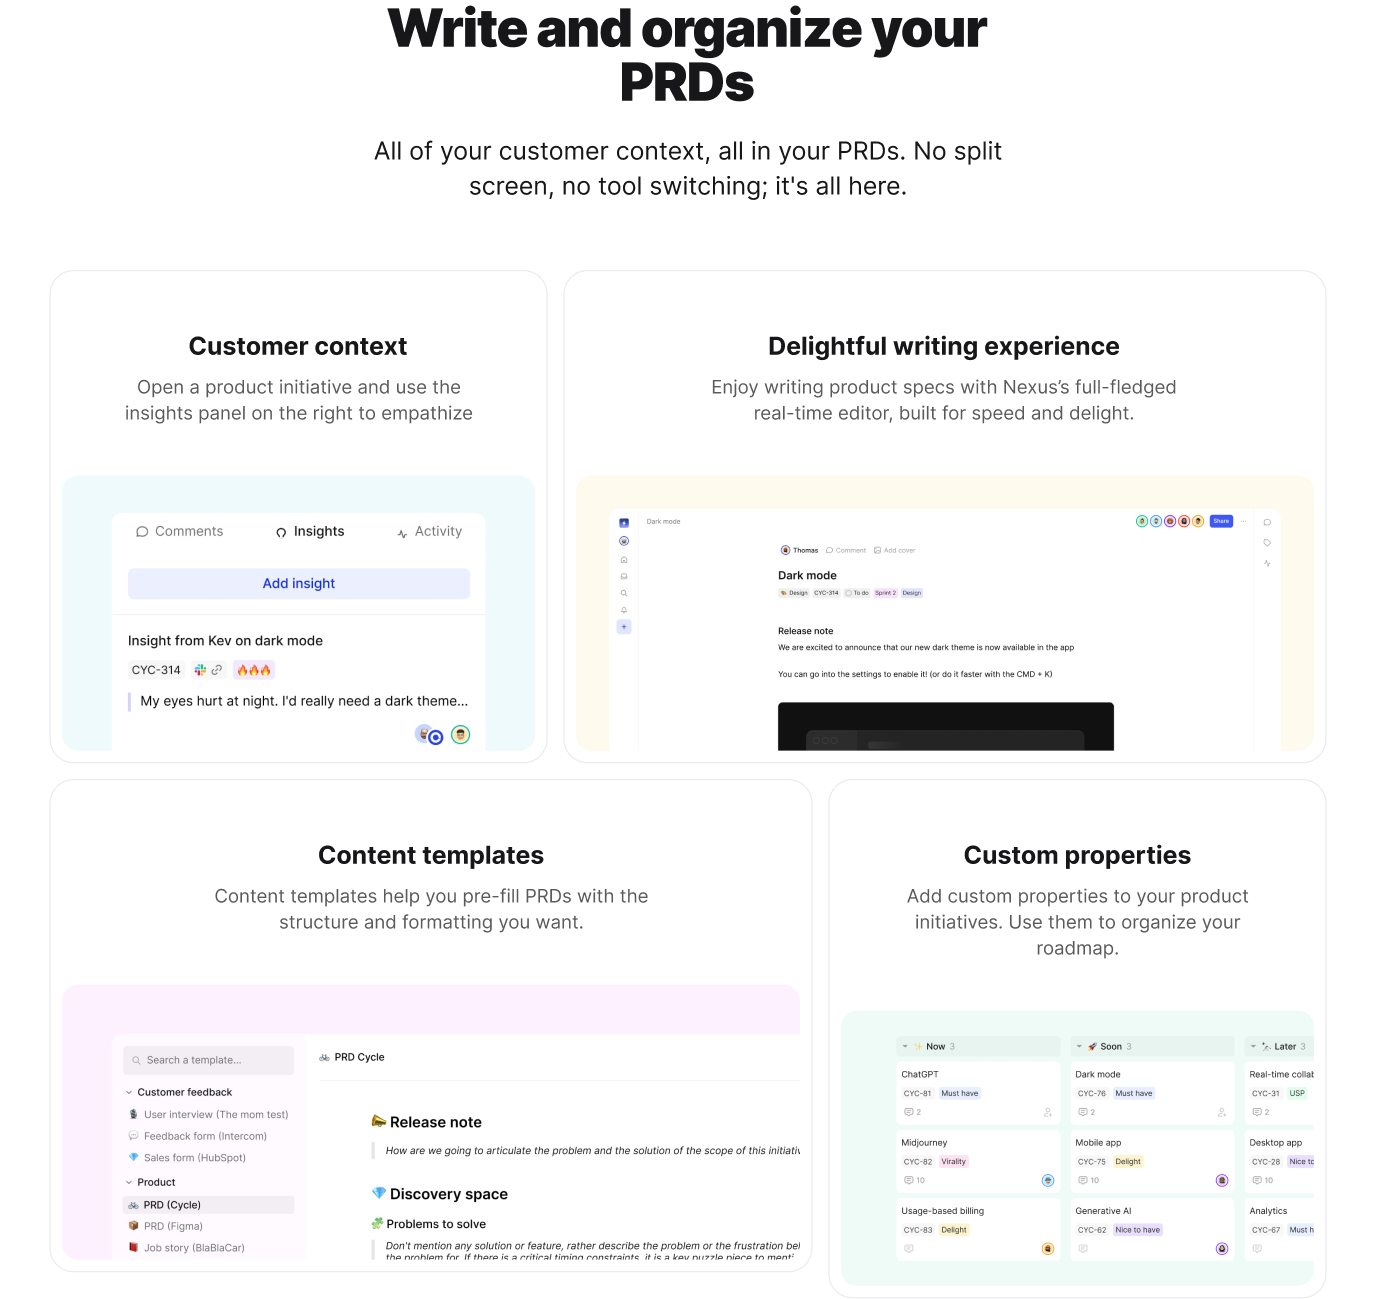 Write and organize your
PRDs
All of your customer context, all in your PRDs. No split
screen, no tool switching; it's all here.
Customer context
Open a product initiative and use the
insights panel on the right to empathize
Comments
Insights
Activity
Add insight
Insight from Kev on dark mode
CYC-314
My eyes hurt at night. I'd really need a dark theme...
Delightful writing experience
Enjoy writing product specs with Nexus’s full-fledged
real-time editor, built for speed and delight.
Dark mode
Share
Thomas
Comment
Add cover
Dark mode
Design
CYC-314
To do
Sprint 2
Design
Release note
We are excited to announce that our new dark theme is now available in the app
You can go into the settings to enable it! (or do it faster with the CMD + K)
Content templates
Content templates help you pre-fill PRDs with the
structure and formatting you want.
Search a template...
Customer feedback
User interview (The mom test)
Feedback form (Intercom)
Sales form (HubSpot)
Product
PRD (Cycle)
PRD (Figma)
Job story (BlaBlaCar)
PRD Cycle
Release note
How are we going to articulate the problem and the solution of the scope of this initiativ
Discovery space
Problems to solve
Don't mention any solution or feature, rather describe the problem or the frustration bel
the problem for. If there is a critical timing constraints, it is a key puzzle piece to ment
Custom properties
Add custom properties to your product
initiatives. Use them to organize your
roadmap.
Now 3
ChatGPT
CYC-81 Must have
2
Midjourney
CYC-82 Virality
10
Usage-based billing
CYC-83 Delight
Soon 3
Dark mode
CYC-76 Must have
2
Mobile app
CYC-75 Delight
10
Generative AI
CYC-62 Nice to have
Later 3
Real-time collab
CYC-31 USP
2
Desktop app
CYC-28 Nice to
10
Analytics
CYC-67 Must h